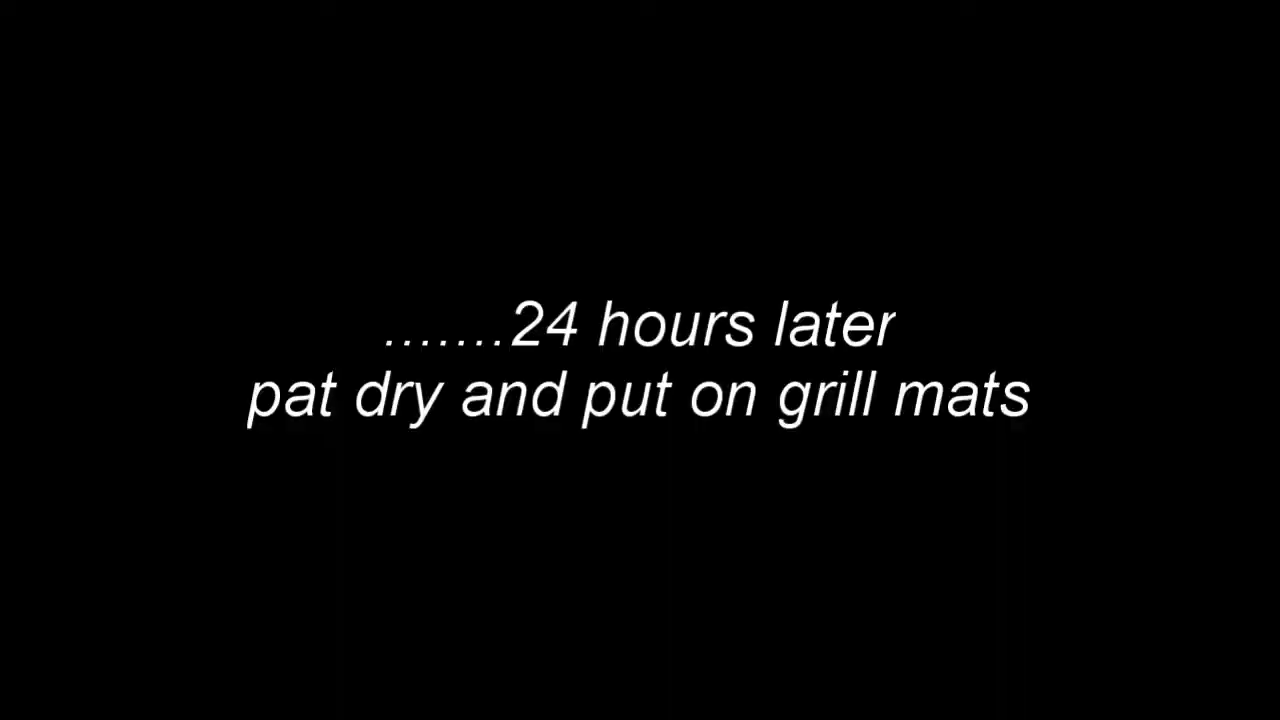 .......24 hours later
pat dry and put on grill mats